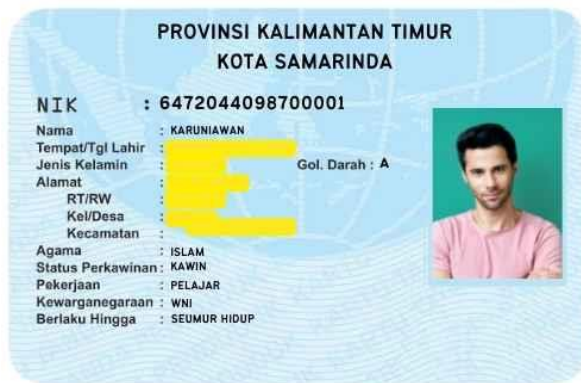 PROVINSI KALIMANTAN TIMUR
KOTA SAMARINDA
NIK : 6472044098700001
Nama : KARUNIAWAN
Tempat/Tgl Lahir :
Jenis Kelamin : Gol. Darah : A
Alamat :
RT/RW :
Kel/Desa :
Kecamatan :
Agama : ISLAM
Status Perkawinan : KAWIN
Pekerjaan : PELAJAR
Kewarganegaraan : WNI
Berlaku Hingga : SEUMUR HIDUP